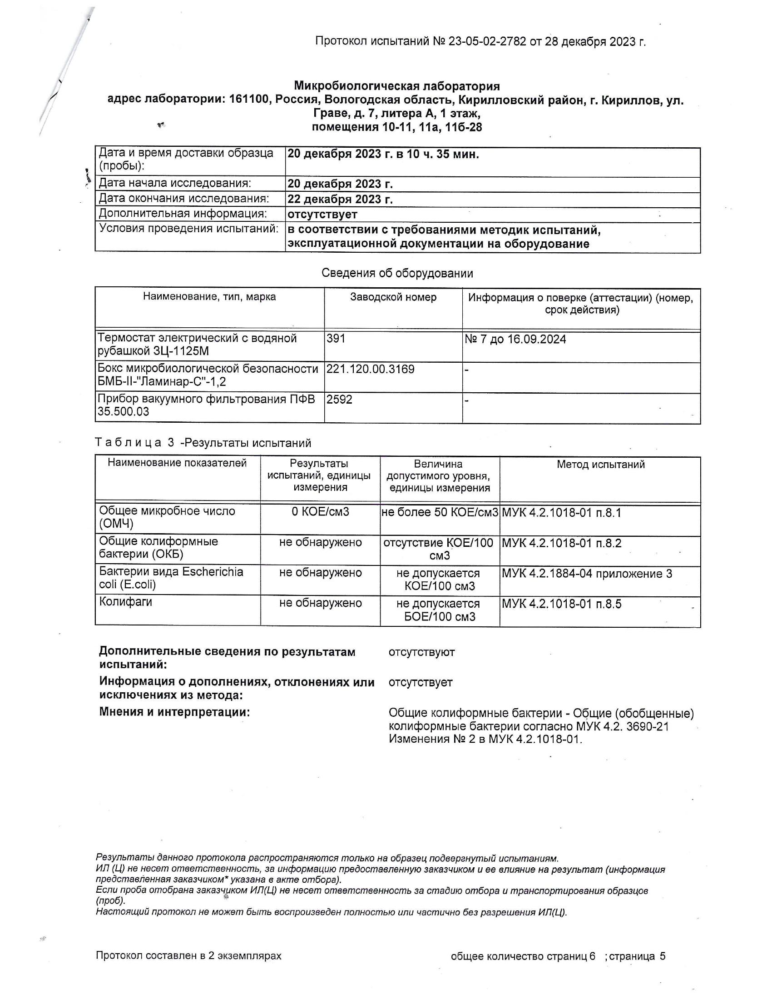 Протокол испытаний № 23-05-02-2782 от 28 декабря 2023 г.
Микробиологическая лаборатория
адрес лаборатории: 161100, Россия, Вологодская область, Кирилловский район, г. Кириллов, ул.
Граве, д. 7, литера А, 1 этаж,
помещения 10-11, 11а, 11б-28
Дата и время доставки образца
(пробы):
20 декабря 2023 г. в 10 ч. 35 мин.
Дата начала исследования:
20 декабря 2023 г.
Дата окончания исследования:
22 декабря 2023 г.
Дополнительная информация:
отсутствует
Условия проведения испытаний:
в соответствии с требованиями методик испытаний,
эксплуатационной документации на оборудование
Сведения об оборудовании
Наименование, тип, марка
Заводской номер
Информация о поверке (аттестации) (номер,
срок действия)
Термостат электрический с водяной
рубашкой ЗЦ-1125М
391
№ 7 до 16.09.2024
Бокс микробиологической безопасности
БМБ-II-"Ламинар-С"-1,2
221.120.00.3169
-
Прибор вакуумного фильтрования ПФВ
35.500.03
2592
-
Таблица 3 -Результаты испытаний
Наименование показателей
Результаты
испытаний, единицы
измерения
Величина
допустимого уровня,
единицы измерения
Метод испытаний
Общее микробное число
(ОМЧ)
0 КОЕ/см3
не более 50 КОЕ/см3
МУК 4.2.1018-01 п.8.1
Общие колиформные
бактерии (ОКБ)
не обнаружено
отсутствие КОЕ/100
см3
МУК 4.2.1018-01 п.8.2
Бактерии вида Escherichia
coli (E.coli)
не обнаружено
не допускается
КОЕ/100 см3
МУК 4.2.1884-04 приложение 3
Колифаги
не обнаружено
не допускается
БОЕ/100 см3
МУК 4.2.1018-01 п.8.5
Дополнительные сведения по результатам
испытаний:
отсутствуют
Информация о дополнениях, отклонениях или
исключениях из метода:
отсутствует
Мнения и интерпретации:
Общие колиформные бактерии - Общие (обобщенные)
колиформные бактерии согласно МУК 4.2. 3690-21
Изменения № 2 в МУК 4.2.1018-01.
Результаты данного протокола распространяются только на образец подвергнутый испытаниям.
ИЛ (Ц) не несет ответственность, за информацию предоставленную заказчиком и ее влияние на результат (информация
представленная заказчиком* указана в акте отбора).
Если проба отобрана заказчиком ИЛ(Ц) не несет ответственность за стадию отбора и транспортирования образцов
(проб).
Настоящий протокол не может быть воспроизведен полностью или частично без разрешения ИЛ(Ц).
Протокол составлен в 2 экземплярах
общее количество страниц 6 ; страница 5